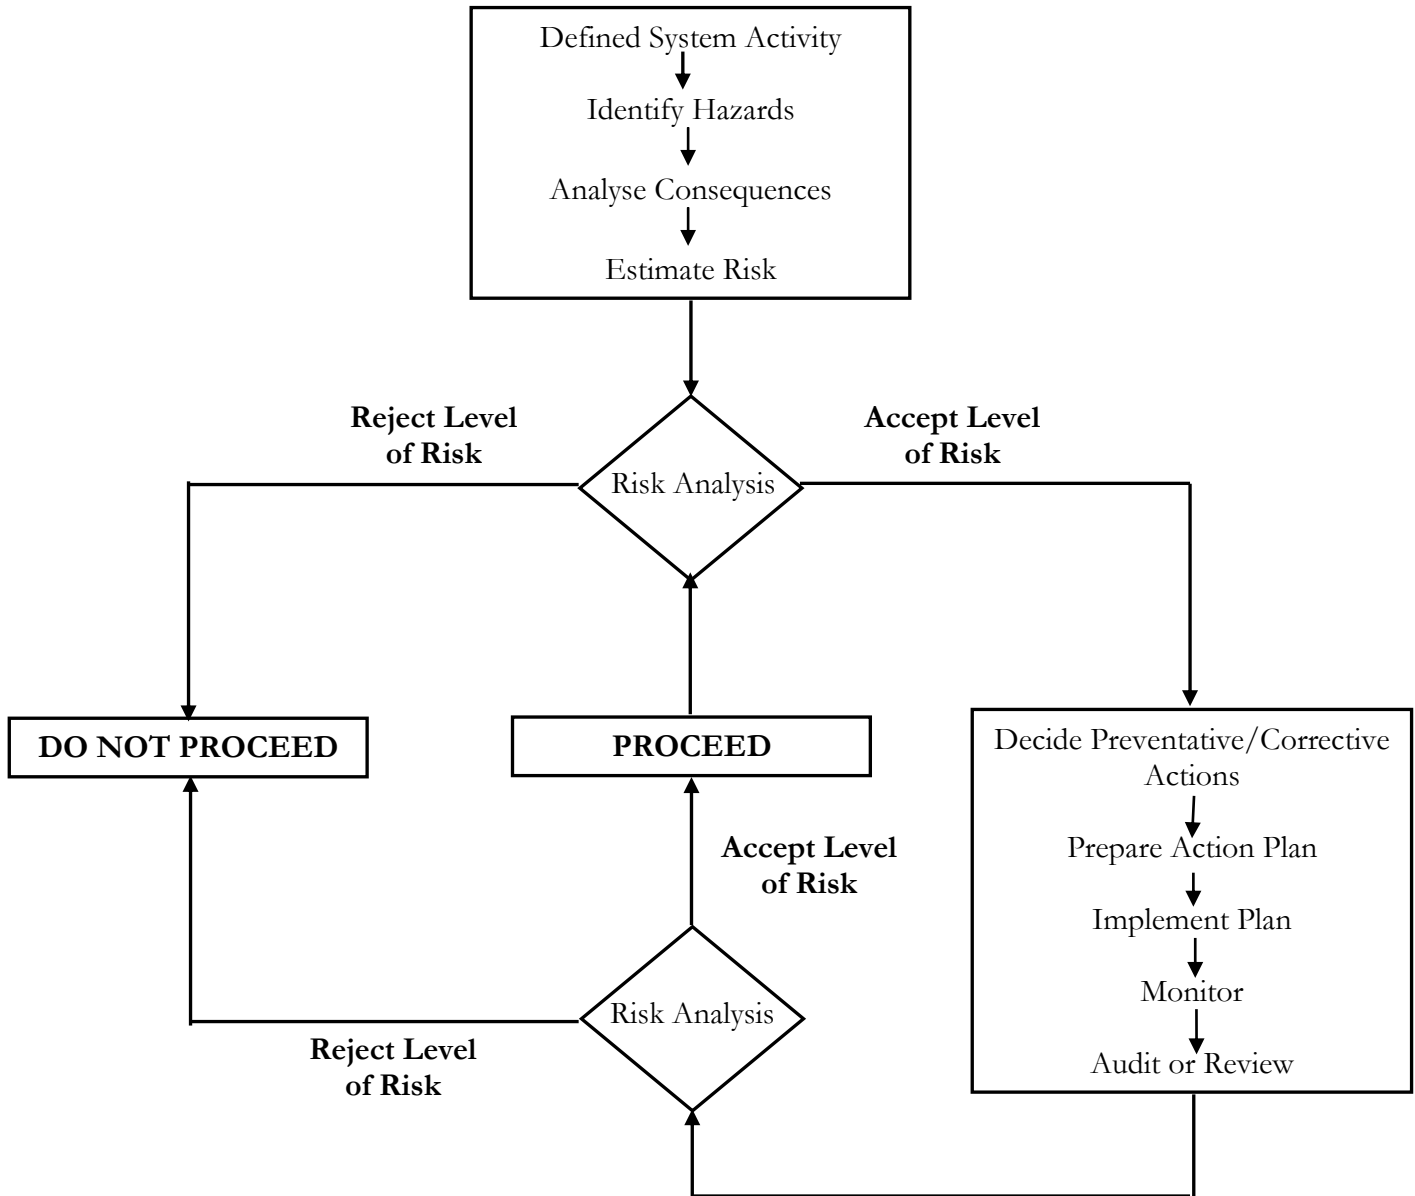 Defined System Activity
Identify Hazards
Analyse Consequences
Estimate Risk
Reject Level
of Risk
Accept Level
of Risk
Risk Analysis
DO NOT PROCEED
PROCEED
Decide Preventative/Corrective
Actions
Prepare Action Plan
Implement Plan
Monitor
Audit or Review
Accept Level
of Risk
Risk Analysis
Reject Level
of Risk